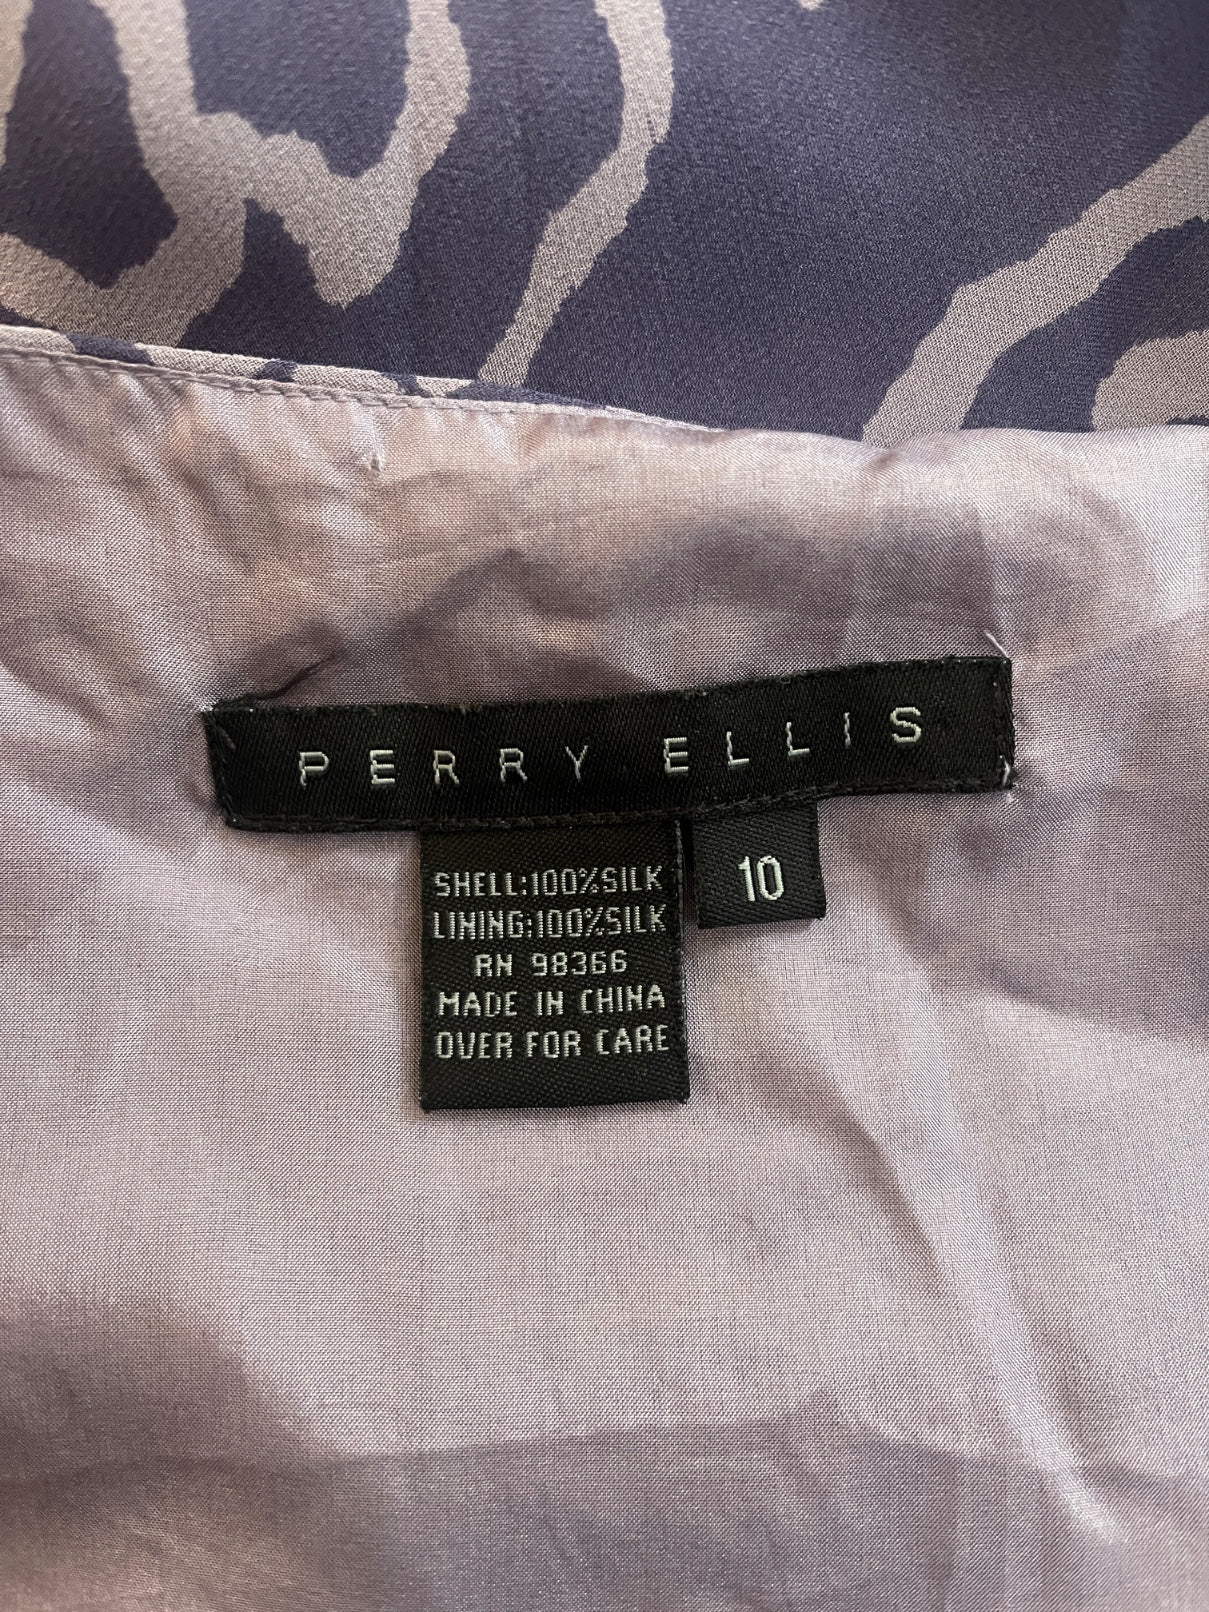 PERRY ELLIS
10
SHELL:100%SILK
LINING:100%SILK
RN 98366
MADE IN CHINA
OVER FOR CARE